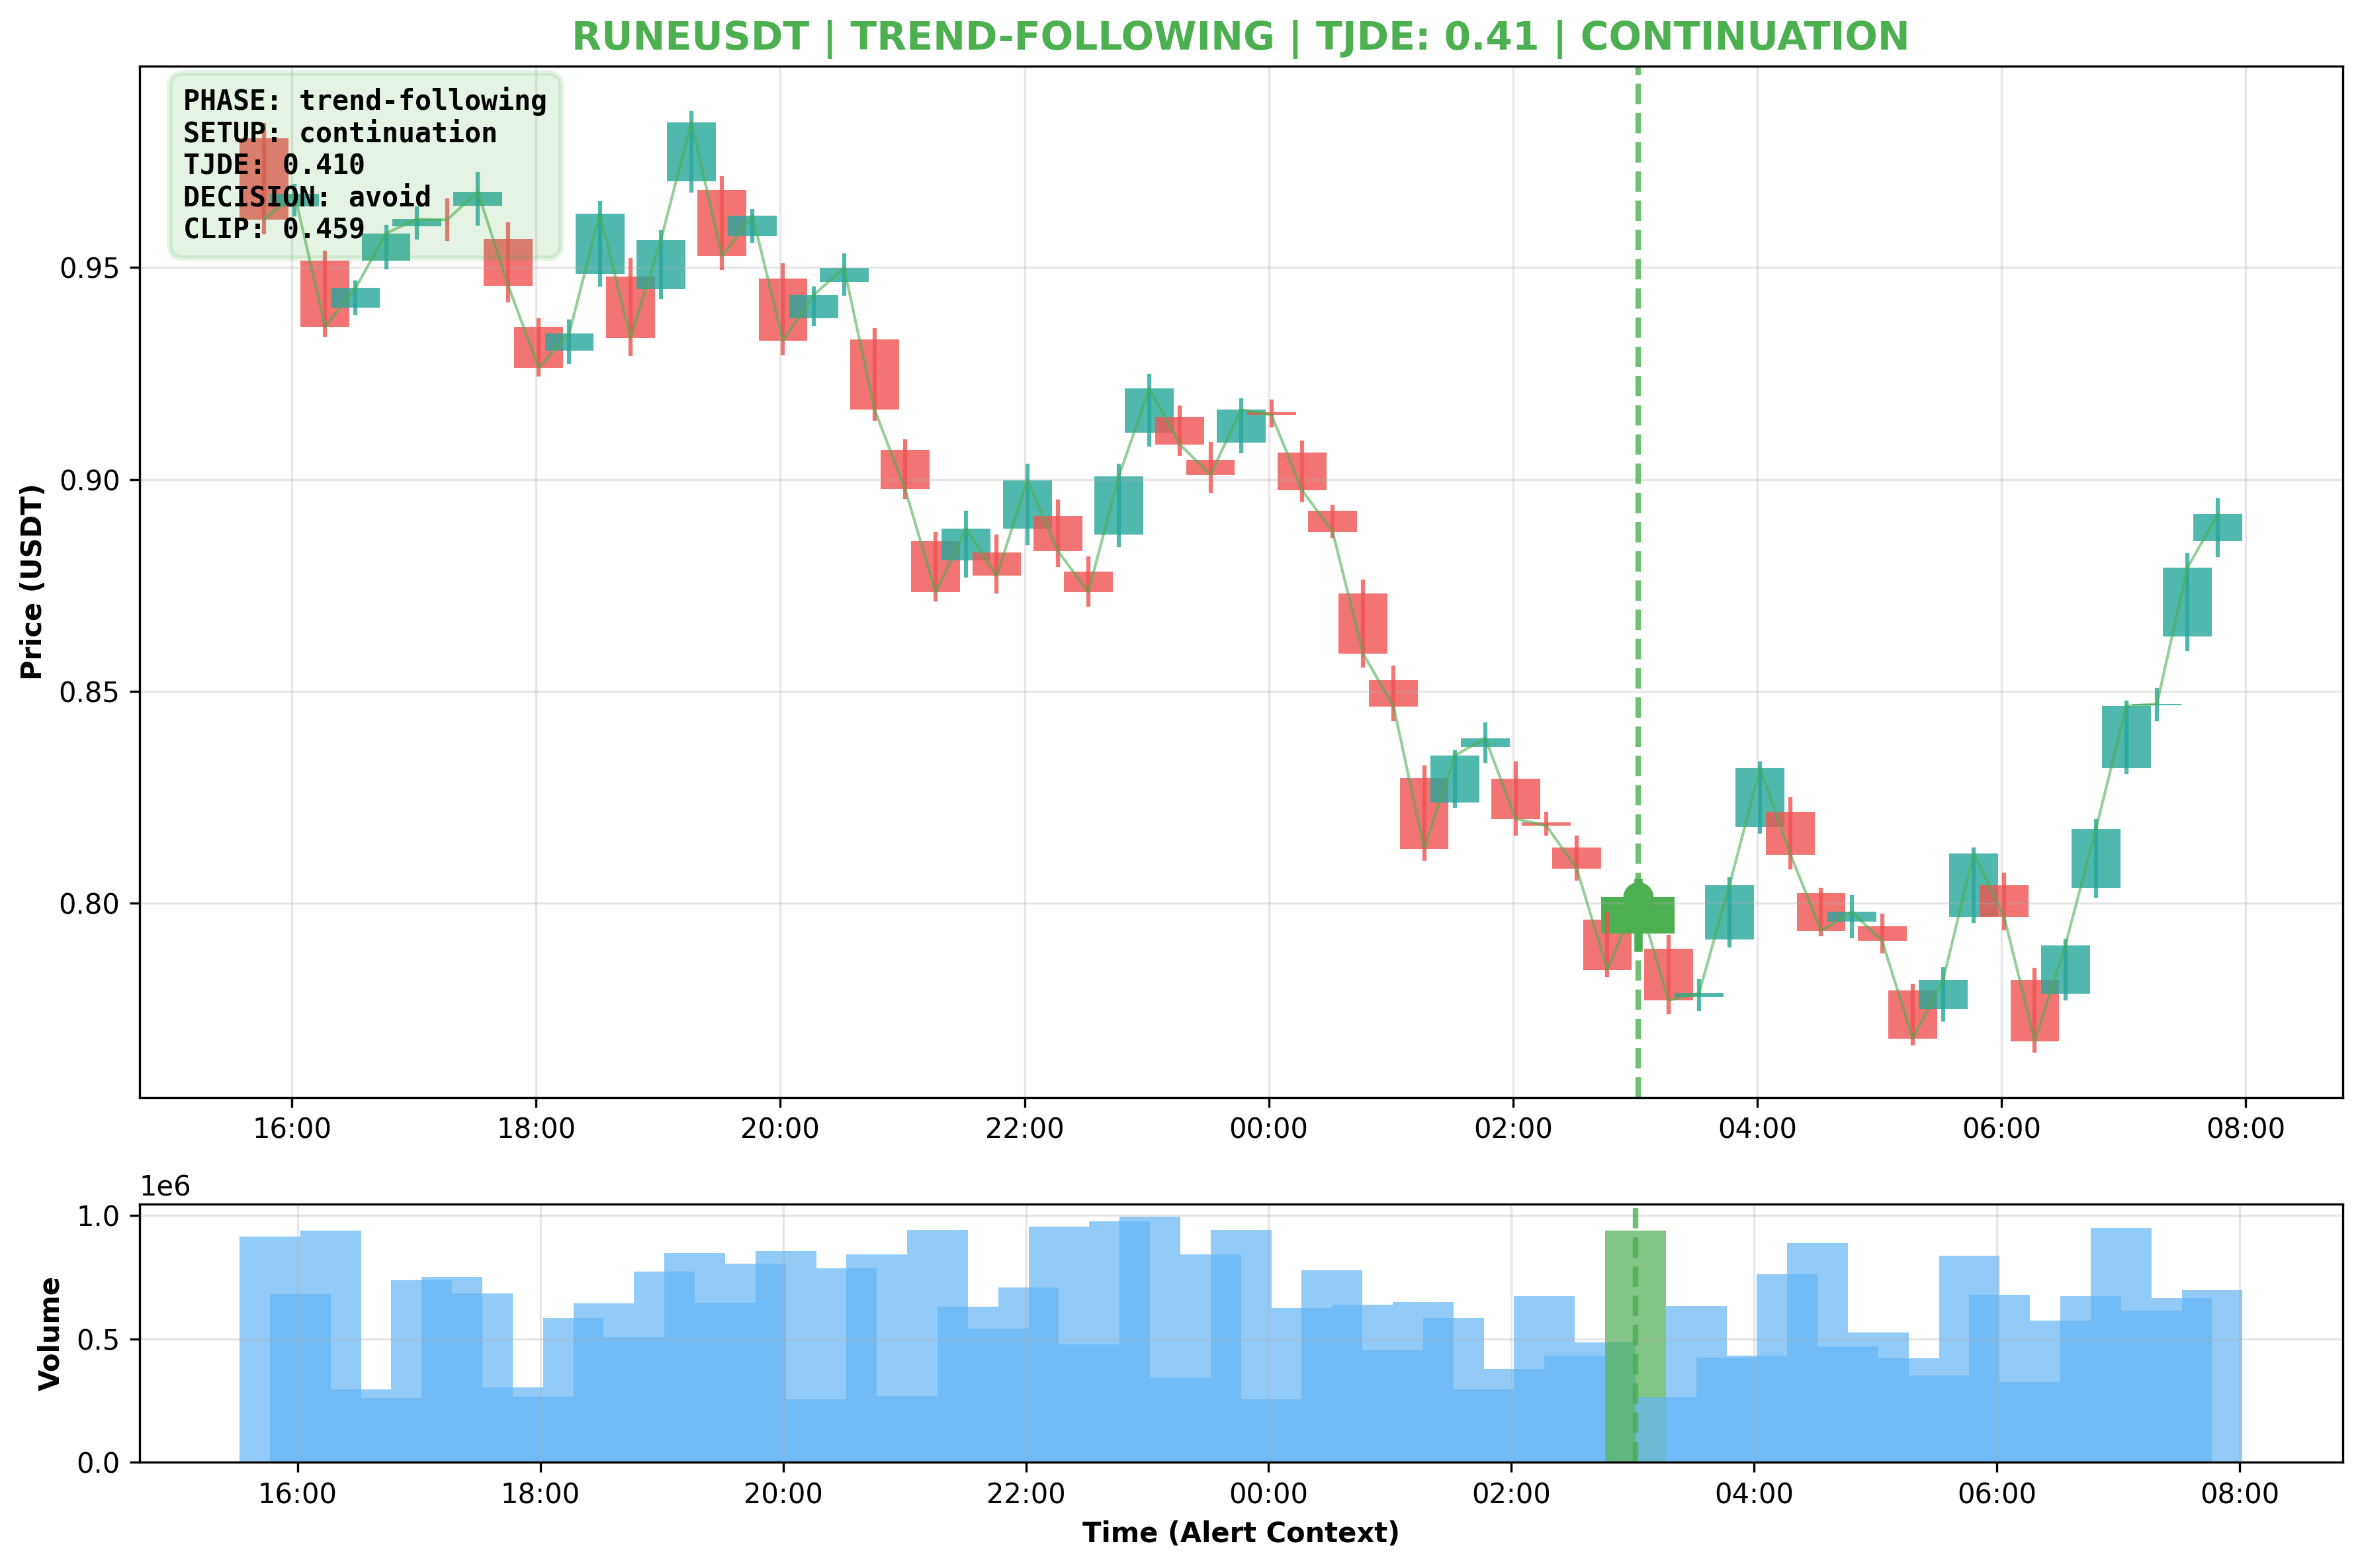 RUNEUSDT | TREND-FOLLOWING | TJDE: 0.41 | CONTINUATION
PHASE: trend-following
SETUP: continuation
TJDE: 0.410
DECISION: avoid
CLIP: 0.459
Price (USDT)
0.95
0.90
0.85
0.80
16:00 18:00 20:00 22:00 00:00 02:00 04:00 06:00 08:00
1e6
Volume
1.0
0.5
0.0
16:00 18:00 20:00 22:00 00:00 02:00 04:00 06:00 08:00
Time (Alert Context)